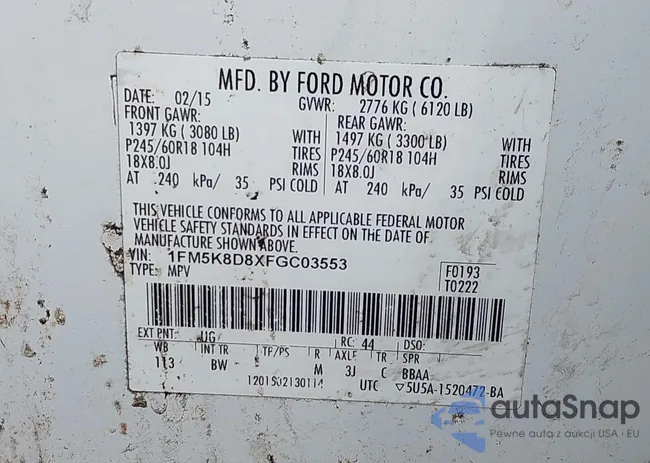 MFD. BY FORD MOTOR CO.
DATE: 02/15 GVWR: 2776 KG ( 6120 LB)
FRONT GAWR: REAR GAWR:
1397 KG ( 3080 LB) WITH 1497 KG ( 3300 LB) WITH
P245/60R18 104H TIRES P245/60R18 104H TIRES
18X8.0J RIMS 18X8.0J RIMS
AT 240 kPa/ 35 PSI COLD AT 240 kPa/ 35 PSI COLD
THIS VEHICLE CONFORMS TO ALL APPLICABLE FEDERAL MOTOR
VEHICLE SAFETY STANDARDS IN EFFECT ON THE DATE OF
MANUFACTURE SHOWN ABOVE.
VIN: 1FM5K8D8XFGC03553
TYPE: MPV
F0193
T0222
EXT PNT: UG RC: 44 DSO:
WB INT TR TP/PS R AXLE TR SPR
113 BW M 3J C BBAA
UTC ▽5U5A-1520472-BA
autaSnap
Pewne auta z aukcji USA i EU